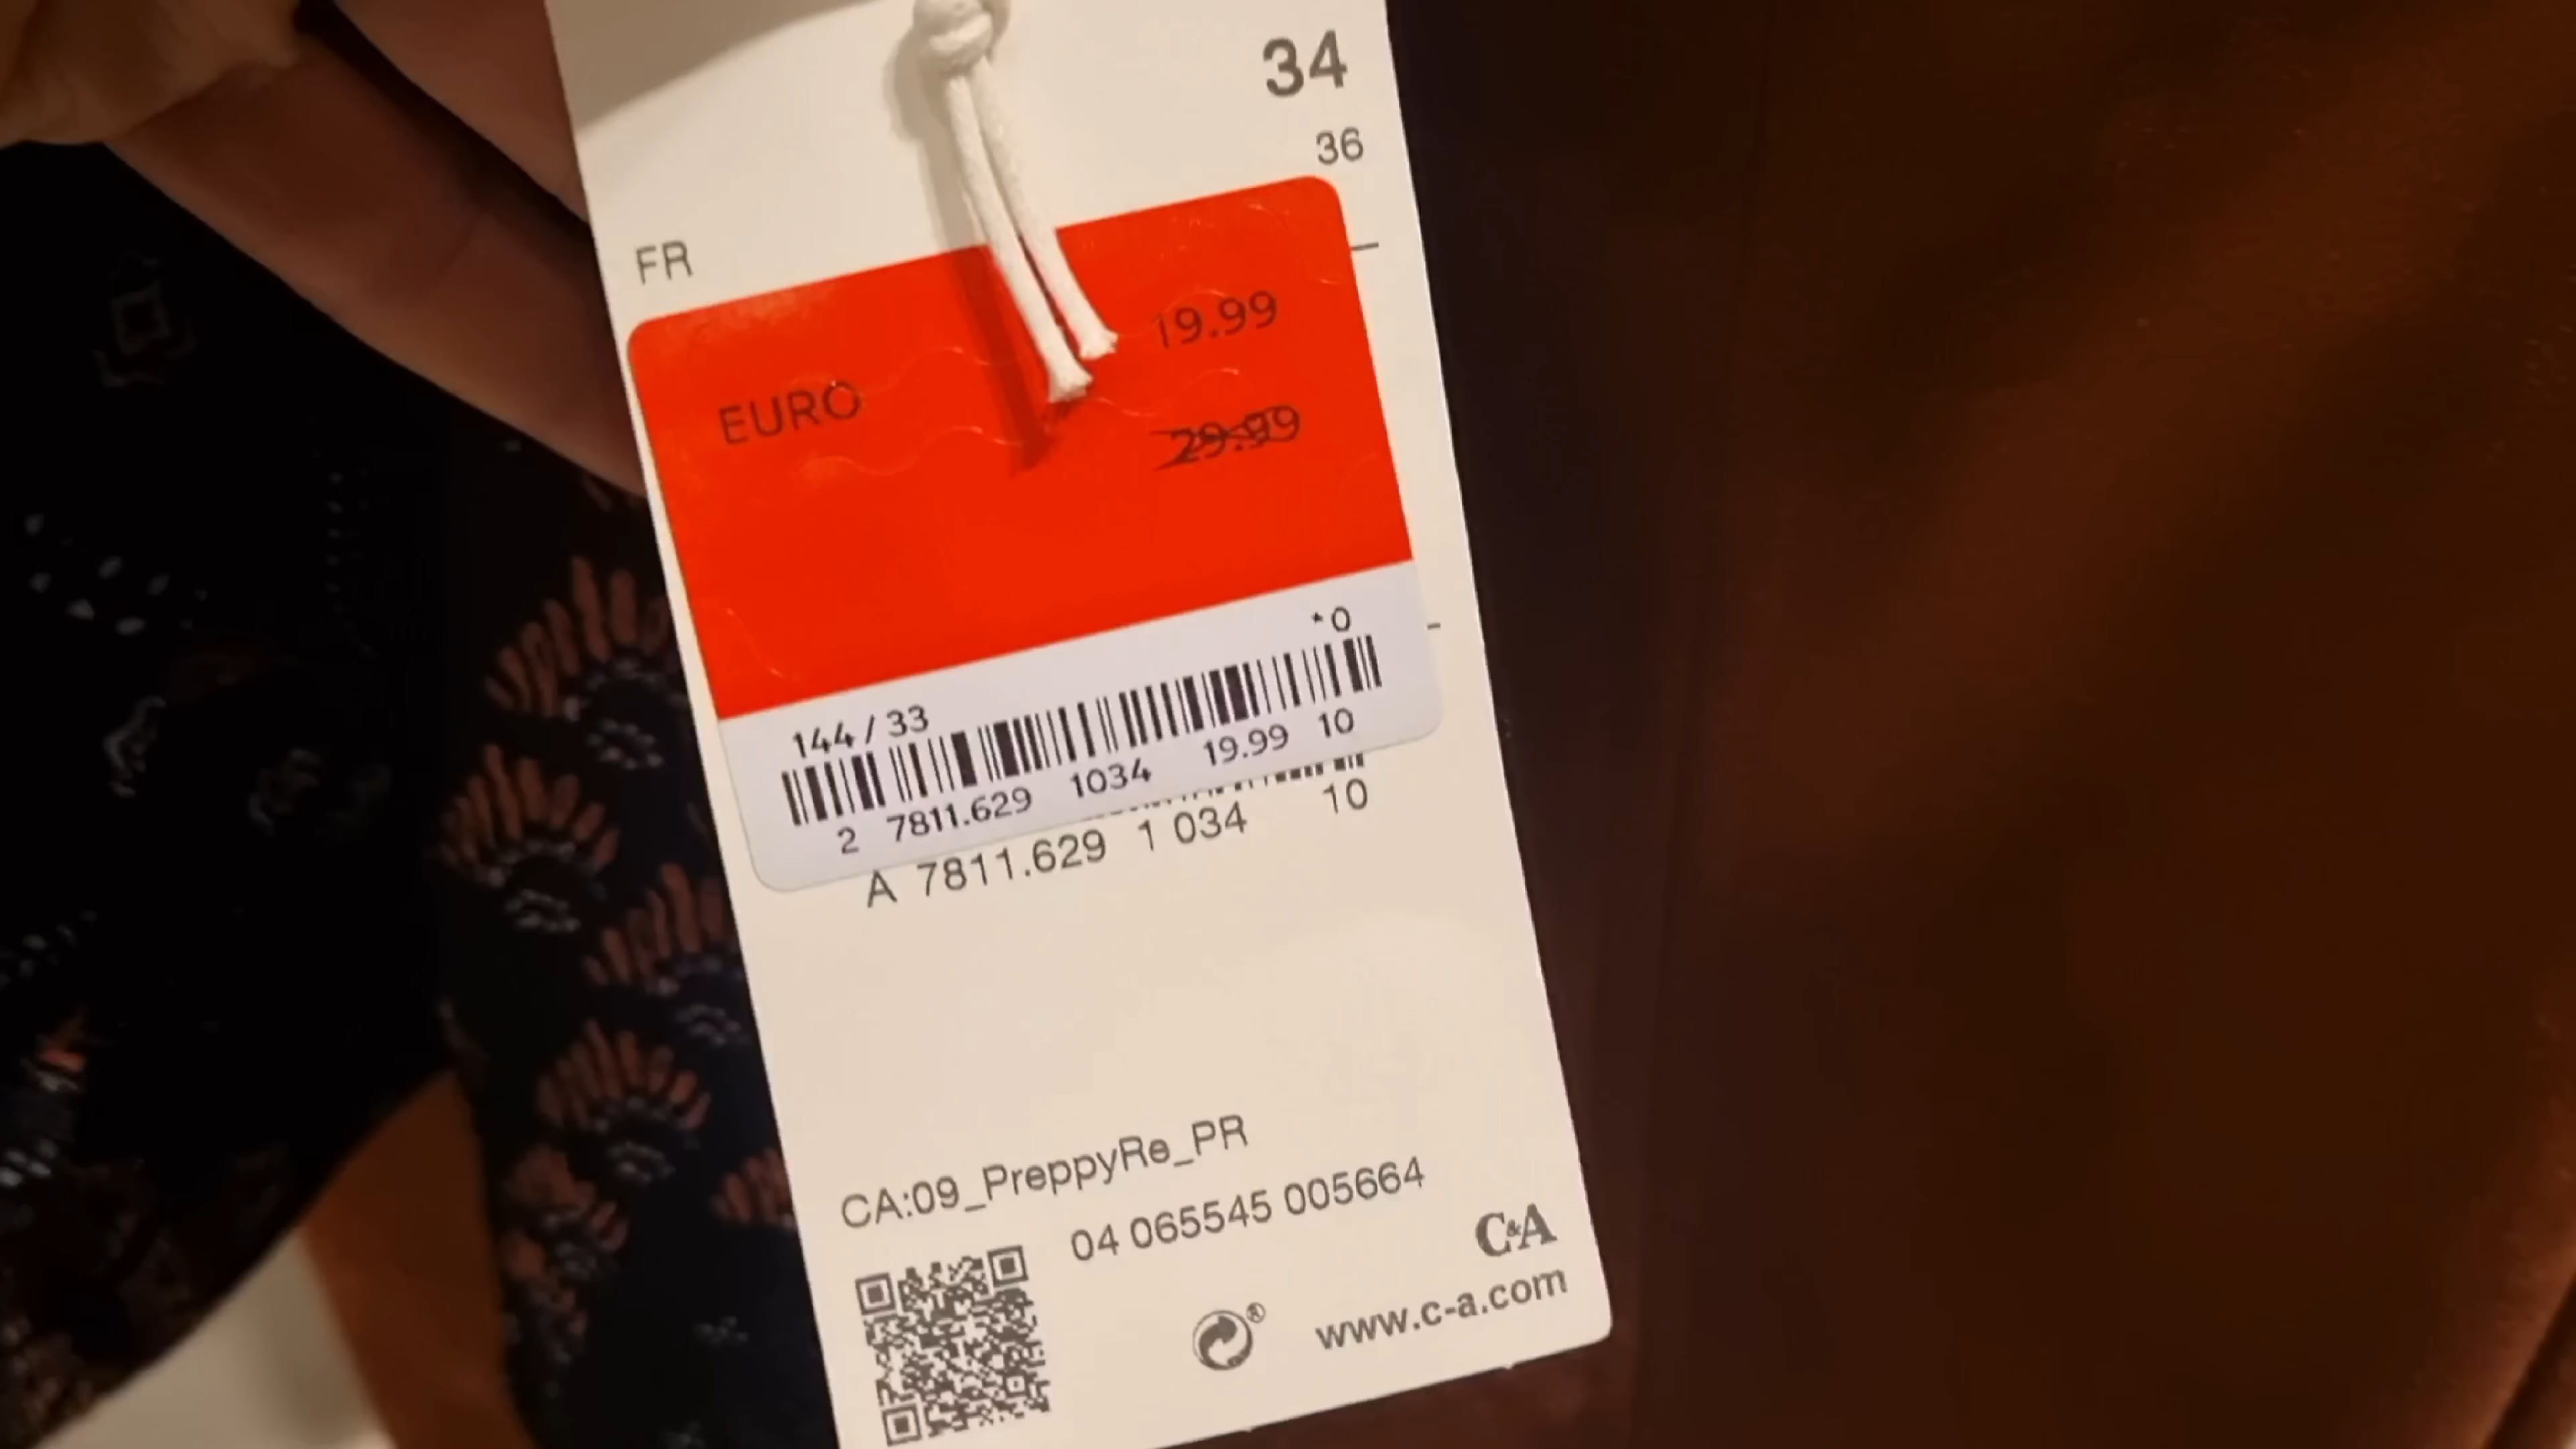 34
36
FR
19.99
EURO
29.99
*0
144/33
2 7811.629 1034 19.99 10
A 7811.629 1 034 10
CA:09_PreppyRe_PR
04 065545 005664
C&A
www.c-a.com